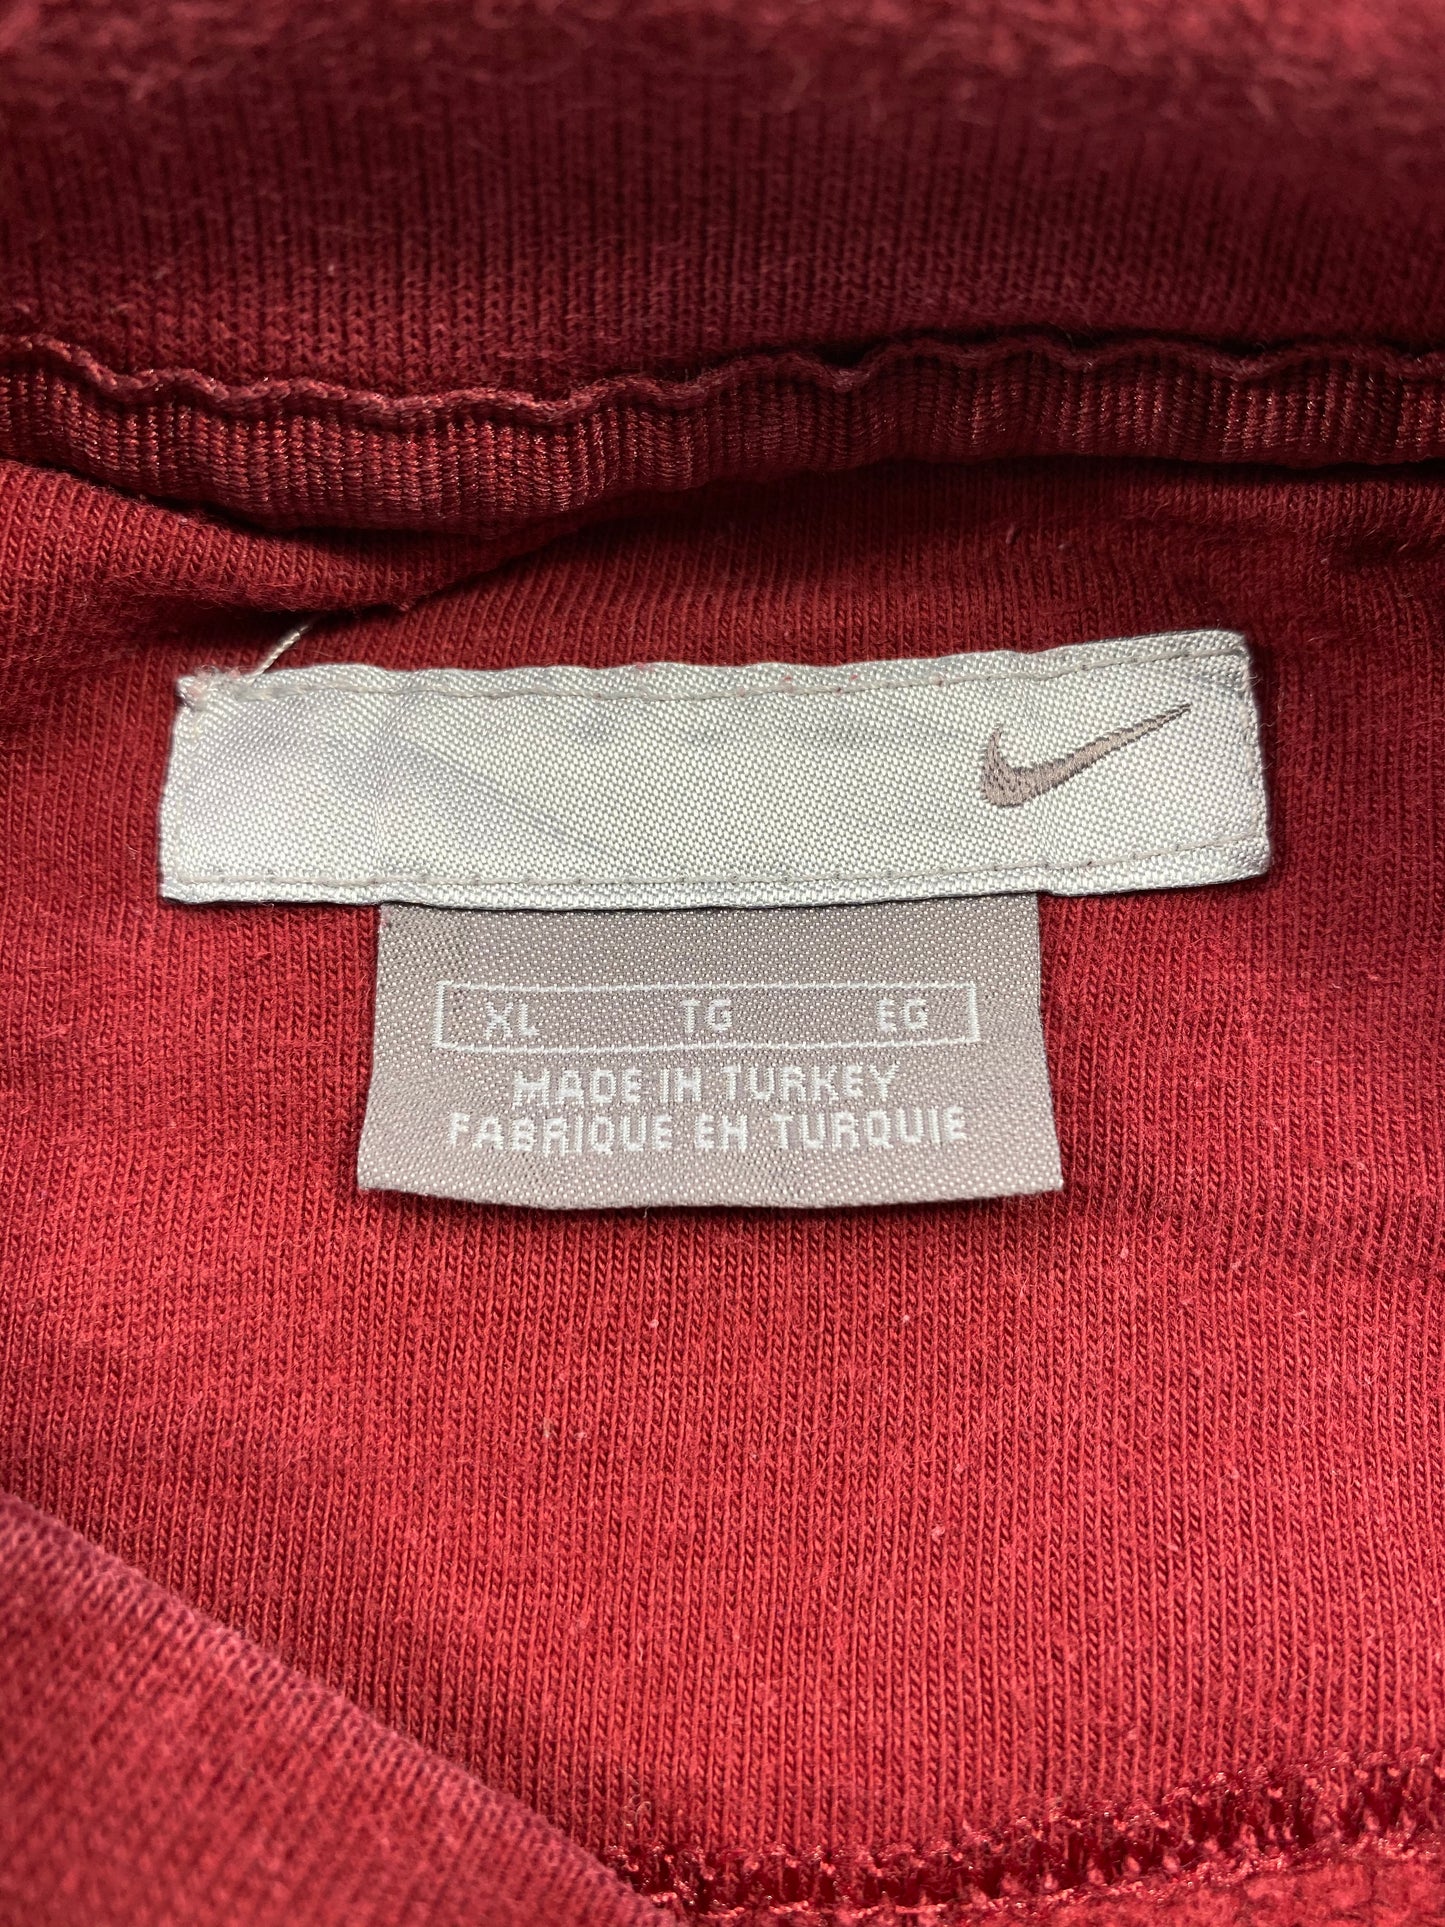 XL TG EG
MADE IN TURKEY
FABRIQUE EN TURQUIE